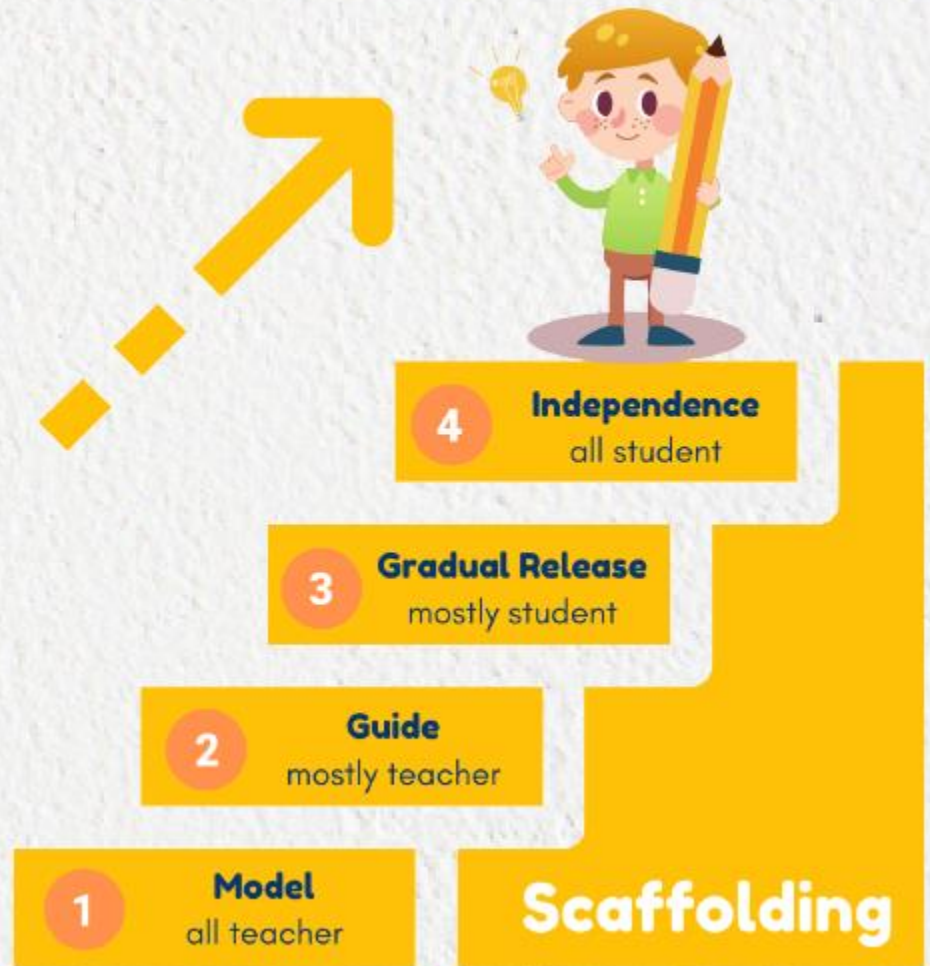 4
Independence
all student
3
Gradual Release
mostly student
2
Guide
mostly teacher
1
Model
all teacher
Scaffolding